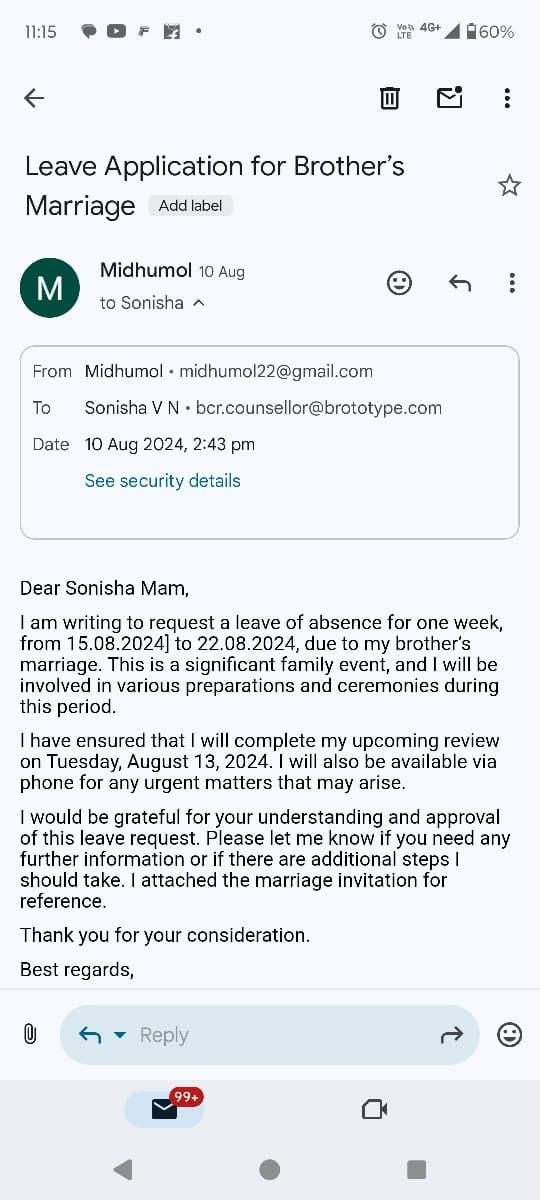 11:15 Vo)) LTE 4G+ 60%
Leave Application for Brother’s
Marriage Add label
M
Midhumol 10 Aug
to Sonisha
From Midhumol • midhumol22@gmail.com
To Sonisha V N • bcr.counsellor@brototype.com
Date 10 Aug 2024, 2:43 pm
See security details
Dear Sonisha Mam,
I am writing to request a leave of absence for one week,
from 15.08.2024] to 22.08.2024, due to my brother's
marriage. This is a significant family event, and I will be
involved in various preparations and ceremonies during
this period.
I have ensured that I will complete my upcoming review
on Tuesday, August 13, 2024. I will also be available via
phone for any urgent matters that may arise.
I would be grateful for your understanding and approval
of this leave request. Please let me know if you need any
further information or if there are additional steps I
should take. I attached the marriage invitation for
reference.
Thank you for your consideration.
Best regards,
Reply
99+